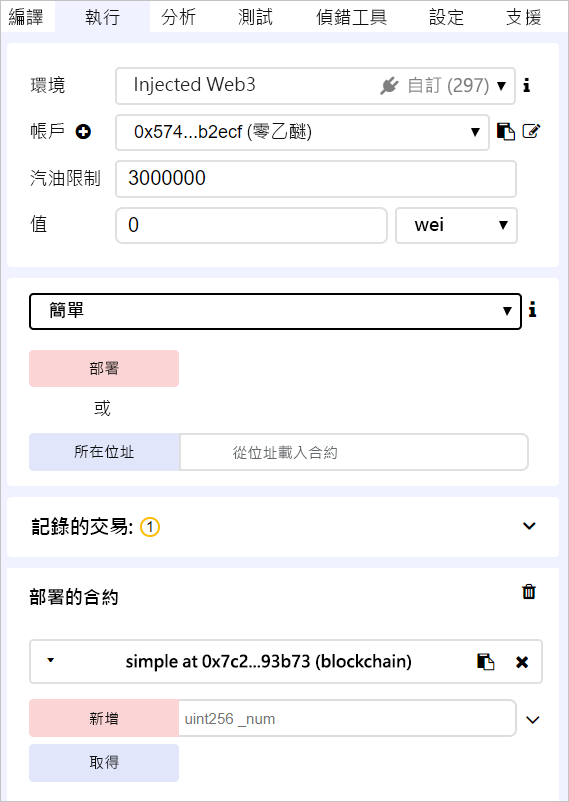 編譯 執行 分析 測試 偵錯工具 設定 支援
環境 Injected Web3 自訂 (297)
帳戶 0x574...b2ecf (零乙醚)
汽油限制 3000000
值 0 wei
簡單
部署
或
所在位址 從位址載入合約
記錄的交易: 1
部署的合約
simple at 0x7c2...93b73 (blockchain)
新增 uint256 _num
取得